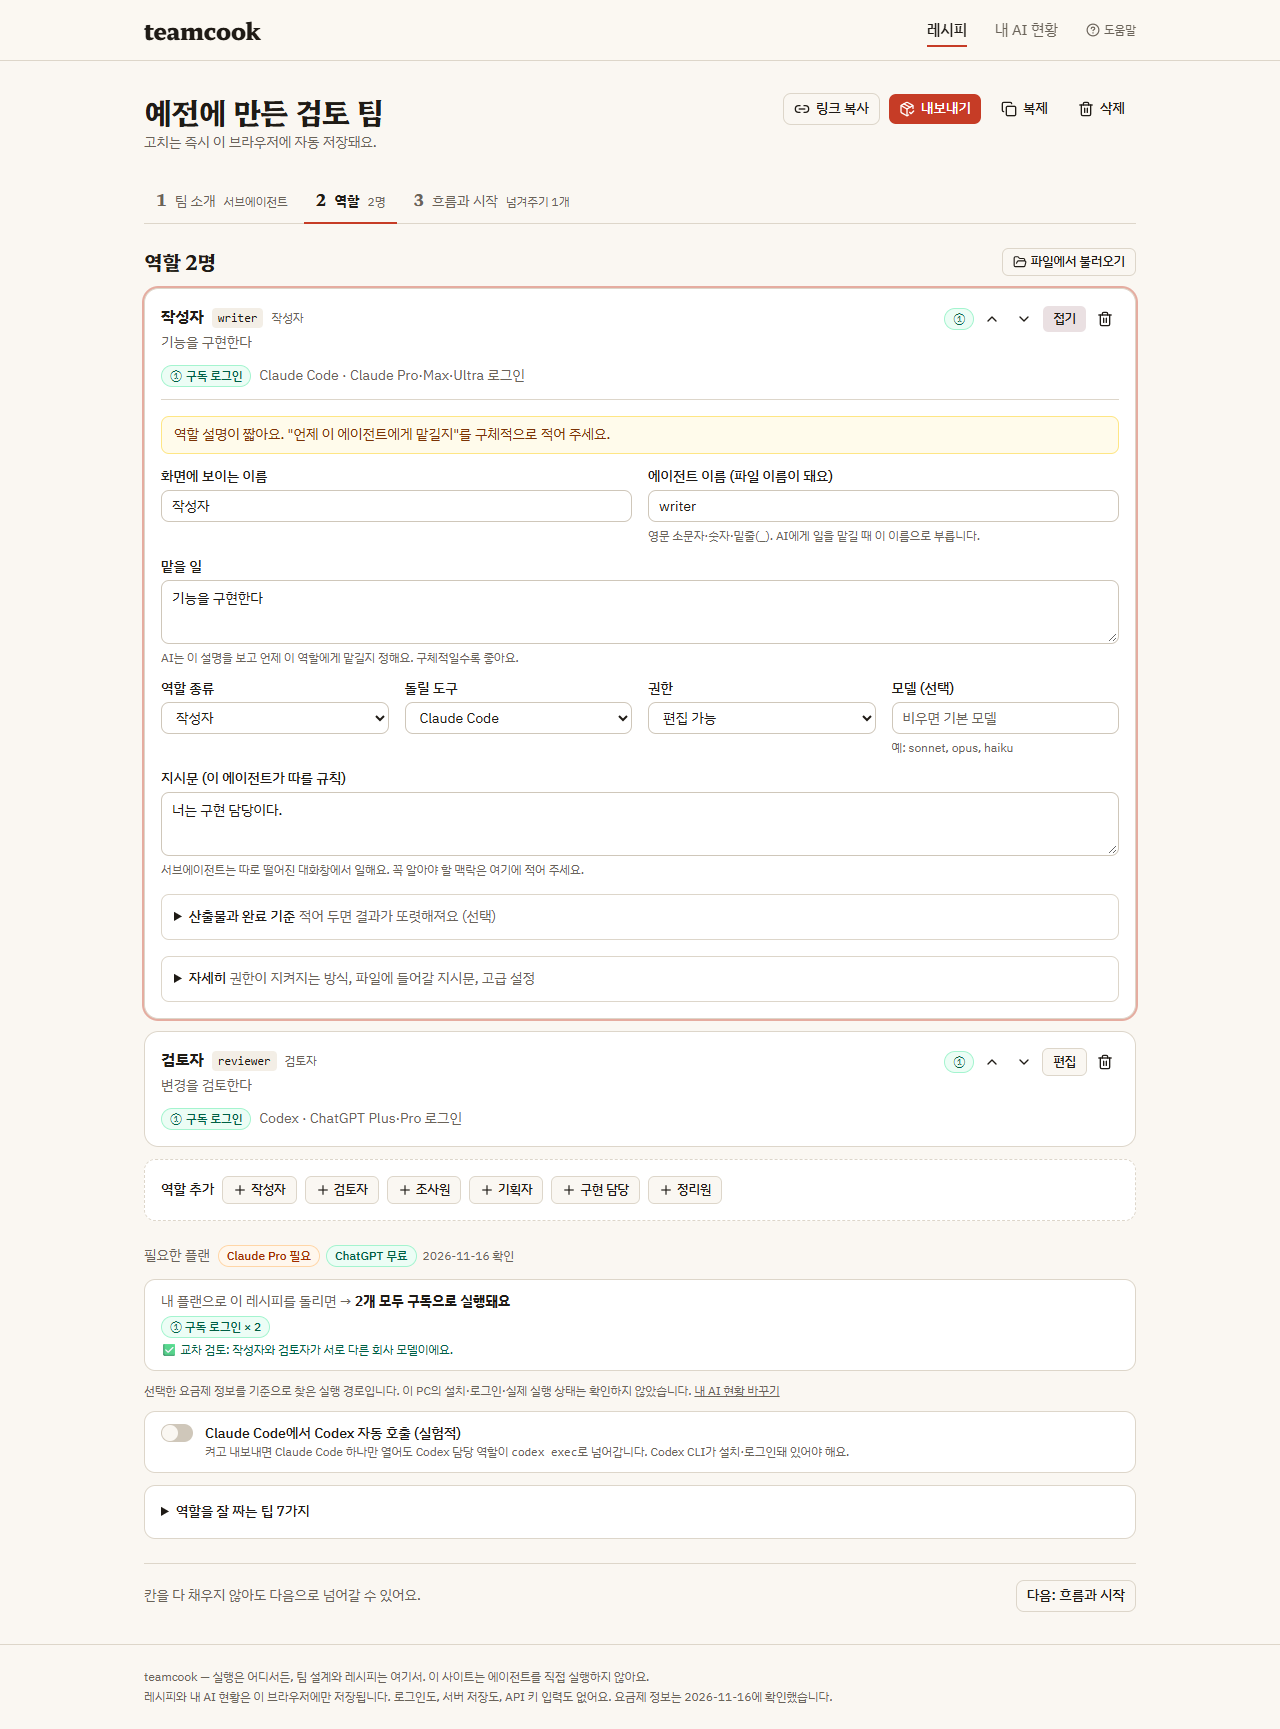 teamcook
레시피 내 AI 현황 도움말
예전에 만든 검토 팀
링크 복사 내보내기 복제 삭제
고치는 즉시 이 브라우저에 자동 저장돼요.
1 팀 소개 서브에이전트 2 역할 2명 3 흐름과 시작 넘겨주기 1개
역할 2명
파일에서 불러오기
작성자 writer 작성자
① 접기
기능을 구현한다
① 구독 로그인 Claude Code · Claude Pro·Max·Ultra 로그인
역할 설명이 짧아요. "언제 이 에이전트에게 맡길지"를 구체적으로 적어 주세요.
화면에 보이는 이름 에이전트 이름 (파일 이름이 돼요)
작성자 writer
영문 소문자·숫자·밑줄(_). AI에게 일을 맡길 때 이 이름으로 부릅니다.
맡을 일
기능을 구현한다
AI는 이 설명을 보고 언제 이 역할에게 맡길지 정해요. 구체적일수록 좋아요.
역할 종류 돌릴 도구 권한 모델 (선택)
작성자 Claude Code 편집 가능 비우면 기본 모델
예: sonnet, opus, haiku
지시문 (이 에이전트가 따를 규칙)
너는 구현 담당이다.
서브에이전트는 따로 떨어진 대화창에서 일해요. 꼭 알아야 할 맥락은 여기에 적어 주세요.
▶ 산출물과 완료 기준 적어 두면 결과가 또렷해져요 (선택)
▶ 자세히 권한이 지켜지는 방식, 파일에 들어갈 지시문, 고급 설정
검토자 reviewer 검토자
① 편집
변경을 검토한다
① 구독 로그인 Codex · ChatGPT Plus·Pro 로그인
역할 추가 + 작성자 + 검토자 + 조사원 + 기획자 + 구현 담당 + 정리원
필요한 플랜 Claude Pro 필요 ChatGPT 무료 2026-11-16 확인
내 플랜으로 이 레시피를 돌리면 → 2개 모두 구독으로 실행돼요
① 구독 로그인 × 2
✅ 교차 검토: 작성자와 검토자가 서로 다른 회사 모델이에요.
선택한 요금제 정보를 기준으로 찾은 실행 경로입니다. 이 PC의 설치·로그인·실제 실행 상태는 확인하지 않았습니다. 내 AI 현황 바꾸기
Claude Code에서 Codex 자동 호출 (실험적)
켜고 내보내면 Claude Code 하나만 열어도 Codex 담당 역할이 codex exec로 넘어갑니다. Codex CLI가 설치·로그인돼 있어야 해요.
▶ 역할을 잘 짜는 팁 7가지
칸을 다 채우지 않아도 다음으로 넘어갈 수 있어요.
다음: 흐름과 시작
teamcook — 실행은 어디서든, 팀 설계와 레시피는 여기서. 이 사이트는 에이전트를 직접 실행하지 않아요.
레시피와 내 AI 현황은 이 브라우저에만 저장됩니다. 로그인도, 서버 저장도, API 키 입력도 없어요. 요금제 정보는 2026-11-16에 확인했습니다.